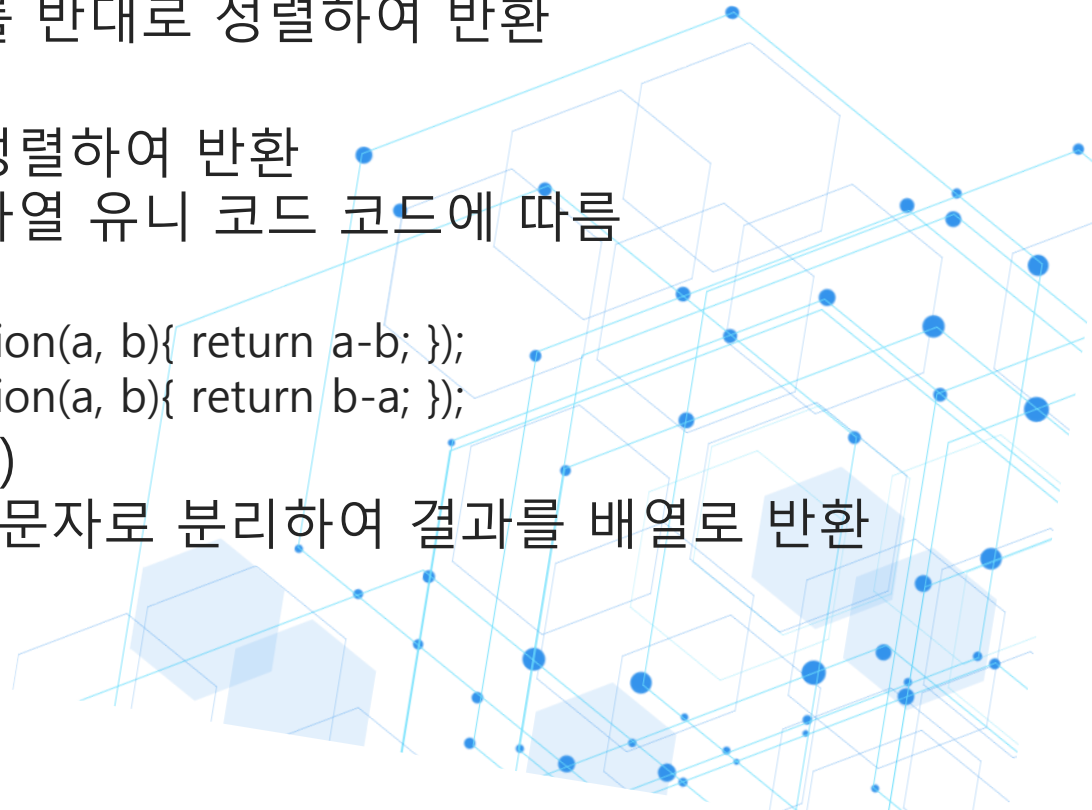 반대로 정렬하여 반환
정렬하여 반환
유니 코드 코드에 따름
ion(a, b){ return a-b; });
ion(a, b){ return b-a; });
)
문자로 분리하여 결과를 배열로 반환